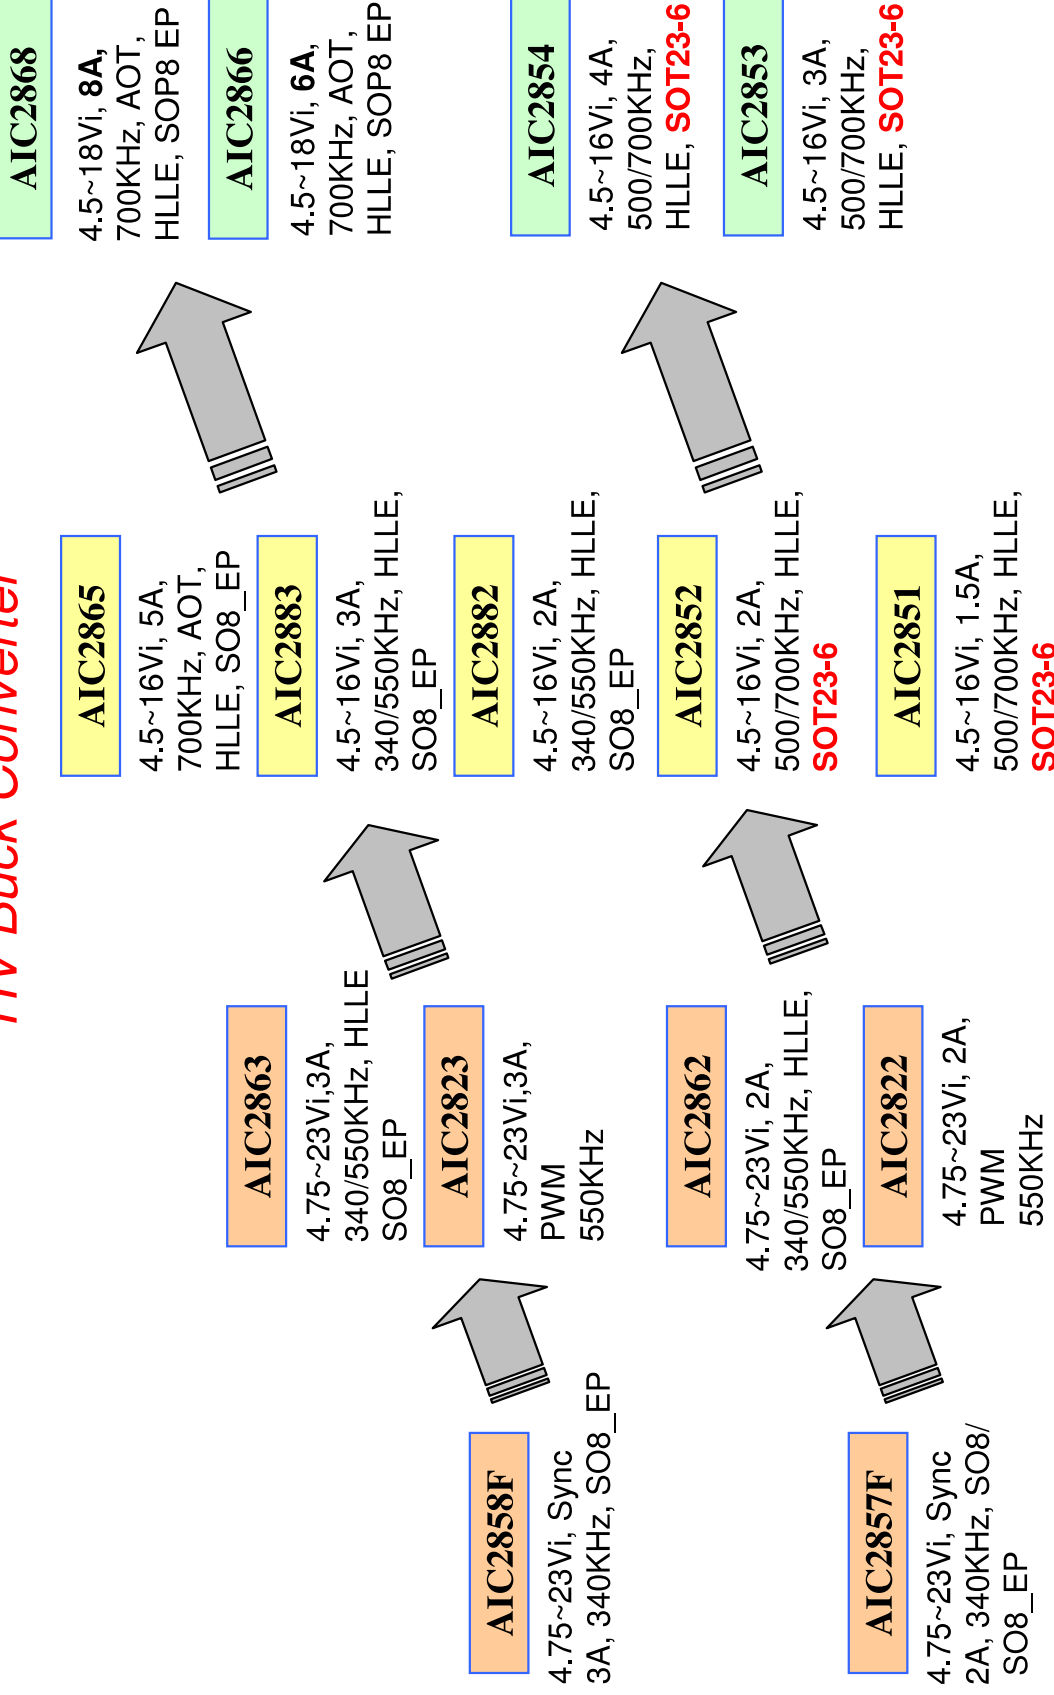 HV Buck Converter
AIC2858F
4.75~23Vi, Sync
3A, 340KHz, SO8_EP
AIC2857F
4.75~23Vi, Sync
2A, 340KHz, SO8/
SO8_EP
AIC2863
4.75~23Vi,3A,
340/550KHz, HLLE
SO8_EP
AIC2823
4.75~23Vi,3A,
PWM
550KHz
AIC2862
4.75~23Vi, 2A,
340/550KHz, HLLE,
SO8_EP
AIC2822
4.75~23Vi, 2A,
PWM
550KHz
AIC2865
4.5~16Vi, 5A,
700KHz, AOT,
HLLE, SO8_EP
AIC2883
4.5~16Vi, 3A,
340/550KHz, HLLE,
SO8_EP
AIC2882
4.5~16Vi, 2A,
340/550KHz, HLLE,
SO8_EP
AIC2852
4.5~16Vi, 2A,
500/700KHz, HLLE,
SOT23-6
AIC2851
4.5~16Vi, 1.5A,
500/700KHz, HLLE,
SOT23-6
AIC2868
4.5~18Vi, 8A,
700KHz, AOT,
HLLE, SOP8 EP
AIC2866
4.5~18Vi, 6A,
700KHz, AOT,
HLLE, SOP8 EP
AIC2854
4.5~16Vi, 4A,
500/700KHz,
HLLE, SOT23-6
AIC2853
4.5~16Vi, 3A,
500/700KHz,
HLLE, SOT23-6